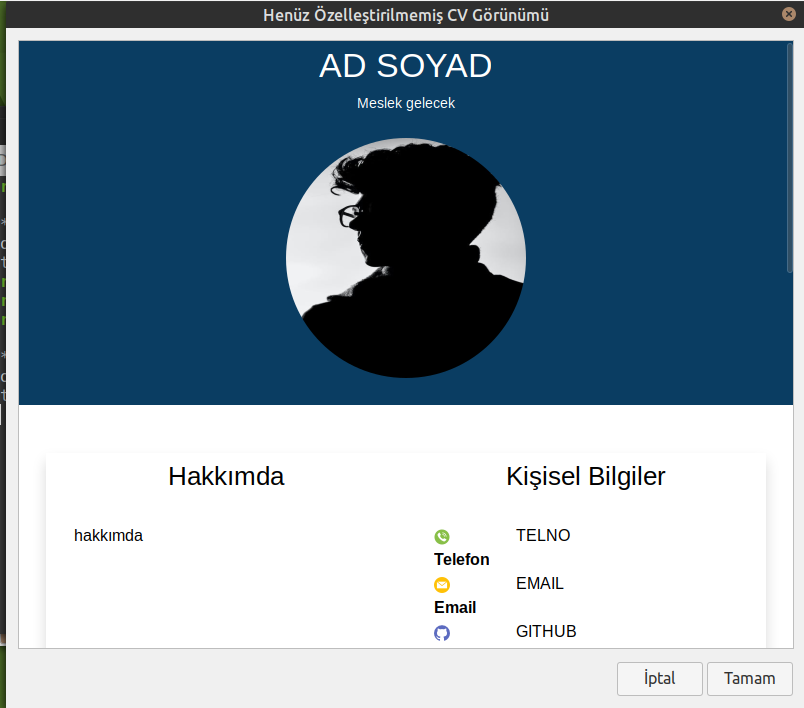 Henüz Özelleştirilmemiş CV Görünümü
AD SOYAD
Meslek gelecek
Hakkımda
hakkımda
Kişisel Bilgiler
TELNO
Telefon
EMAIL
Email
GITHUB
İptal
Tamam